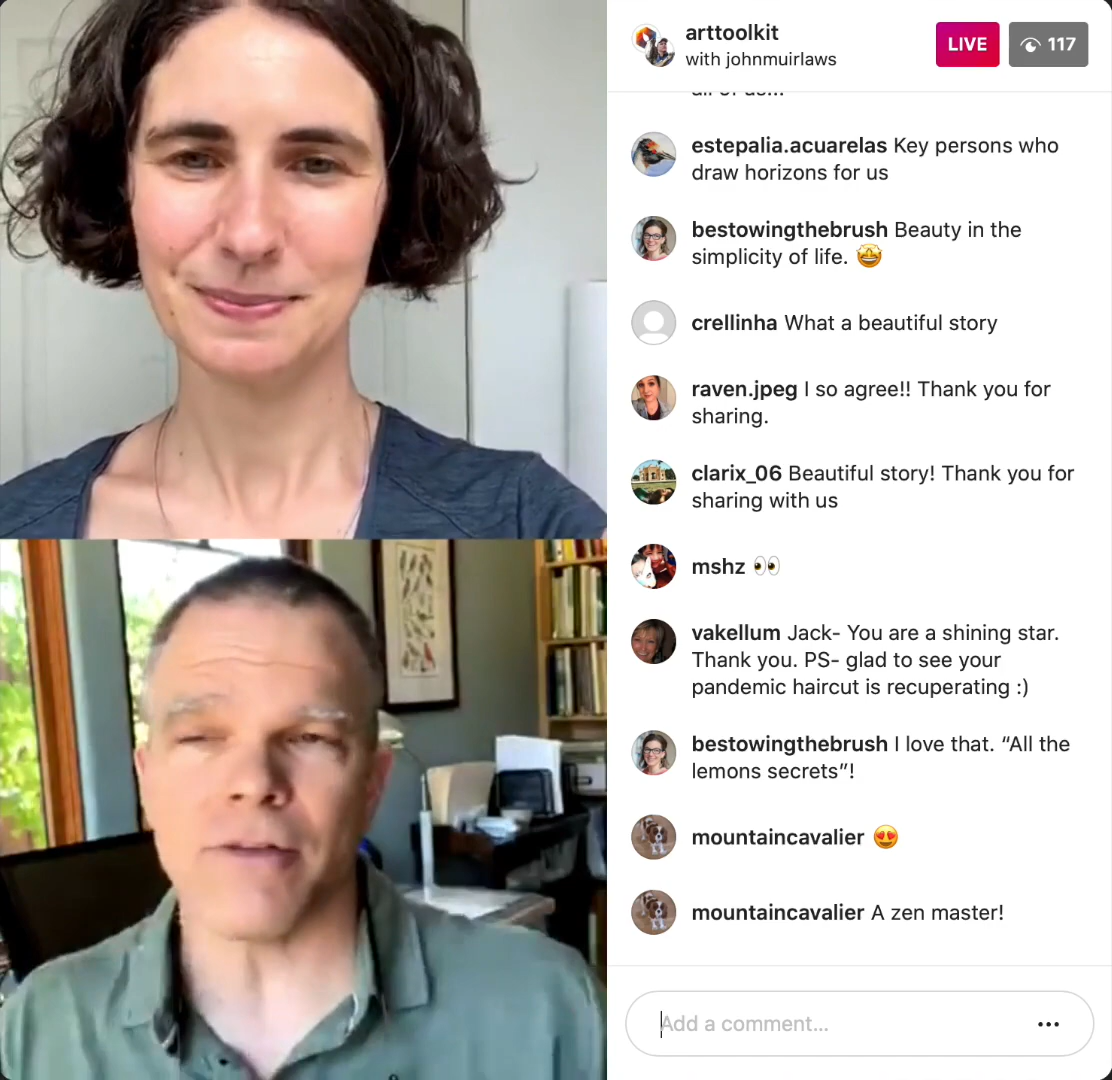 arttoolkit
with johnmuirlaws
LIVE
117
all of us...
estepalia.acuarelas Key persons who
draw horizons for us
bestowingthebrush Beauty in the
simplicity of life. 🤩
crellinha What a beautiful story
raven.jpeg I so agree!! Thank you for
sharing.
clarix_06 Beautiful story! Thank you for
sharing with us
mshz 👀
vakellum Jack- You are a shining star.
Thank you. PS- glad to see your
pandemic haircut is recuperating :)
bestowingthebrush I love that. “All the
lemons secrets”!
mountaincavalier 😍
mountaincavalier A zen master!
Add a comment...